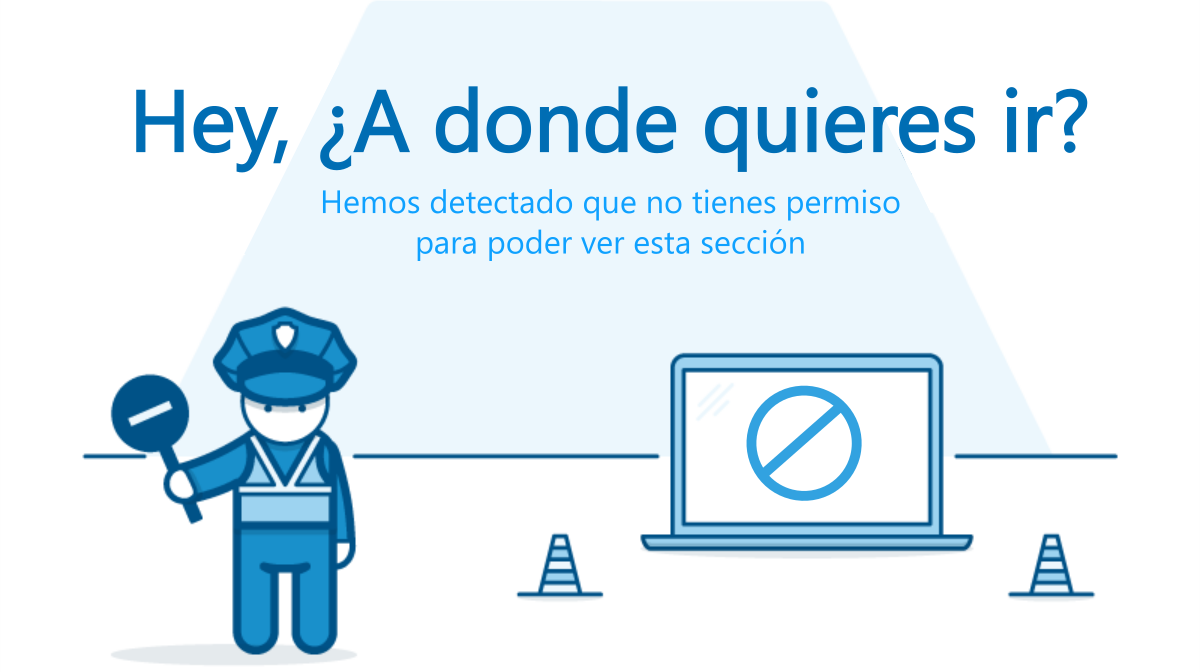 Hey, ¿A donde quieres ir?
Hemos detectado que no tienes permiso
para poder ver esta sección